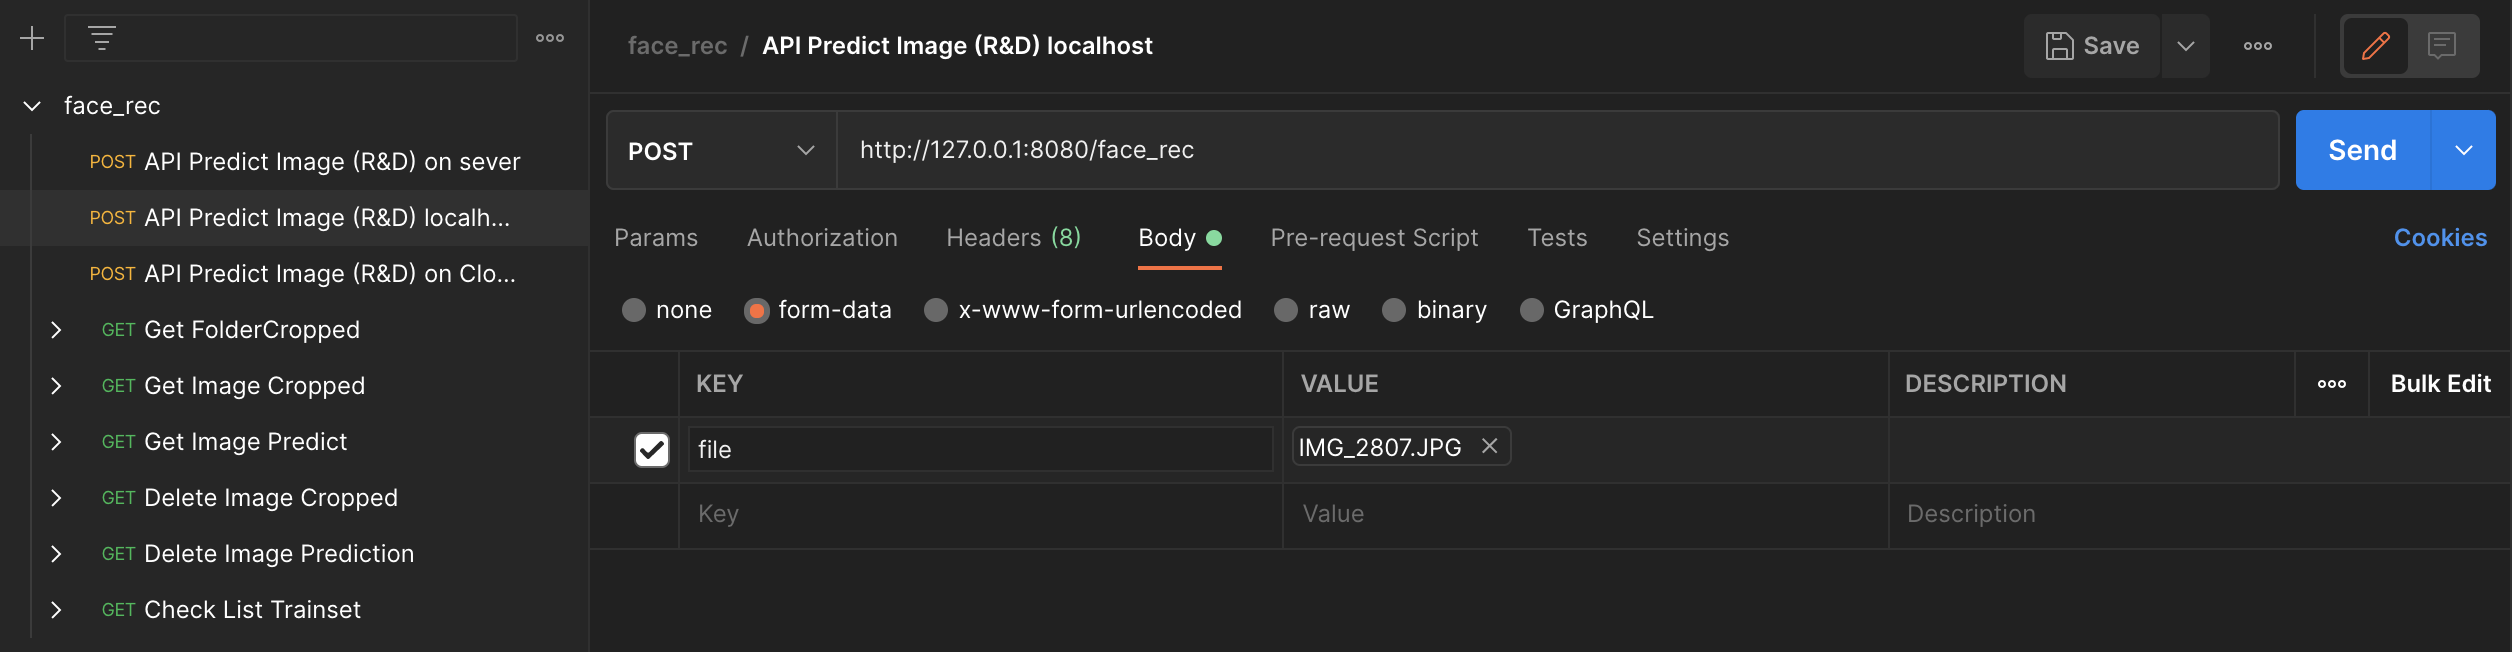 face_rec
POST API Predict Image (R&D) on sever
POST API Predict Image (R&D) localh...
POST API Predict Image (R&D) on Clo...
GET Get FolderCropped
GET Get Image Cropped
GET Get Image Predict
GET Delete Image Cropped
GET Delete Image Prediction
GET Check List Trainset
face_rec / API Predict Image (R&D) localhost
Save
POST http://127.0.0.1:8080/face_rec Send
Params Authorization Headers (8) Body Pre-request Script Tests Settings Cookies
none form-data x-www-form-urlencoded raw binary GraphQL
KEY VALUE DESCRIPTION Bulk Edit
file IMG_2807.JPG
Key Value Description